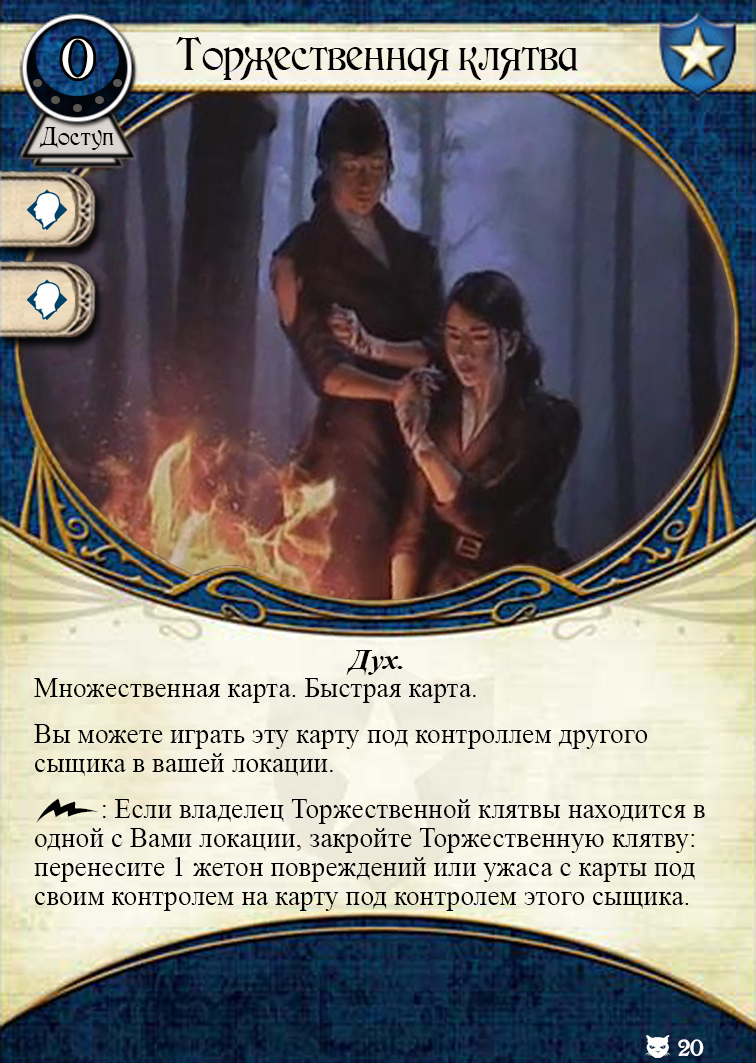 0
Торжественная клятва
Доступ
Дух.
Множественная карта. Быстрая карта.
Вы можете играть эту карту под контроллем другого
сыщика в вашей локации.
: Если владелец Торжественной клятвы находится в
одной с Вами локации, закройте Торжественную клятву:
перенесите 1 жетон повреждений или ужаса с карты под
своим контролем на карту под контролем этого сыщика.
20